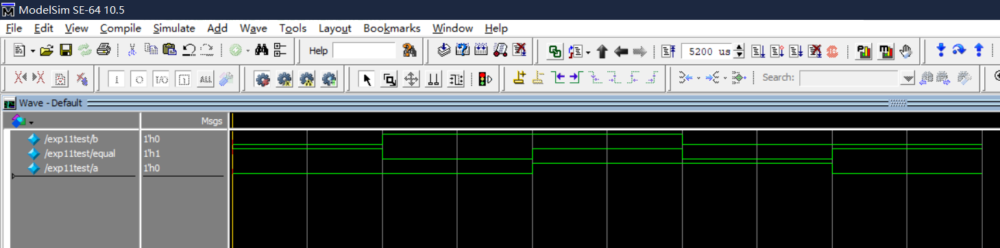 ModelSim SE-64 10.5
File Edit View Compile Simulate Add Wave Tools Layout Bookmarks Window Help
Help 5200 us
I O I/O I ALL Search:
Wave - Default
Msgs
/exp11test/b 1'h0
/exp11test/equal 1'h1
/exp11test/a 1'h0